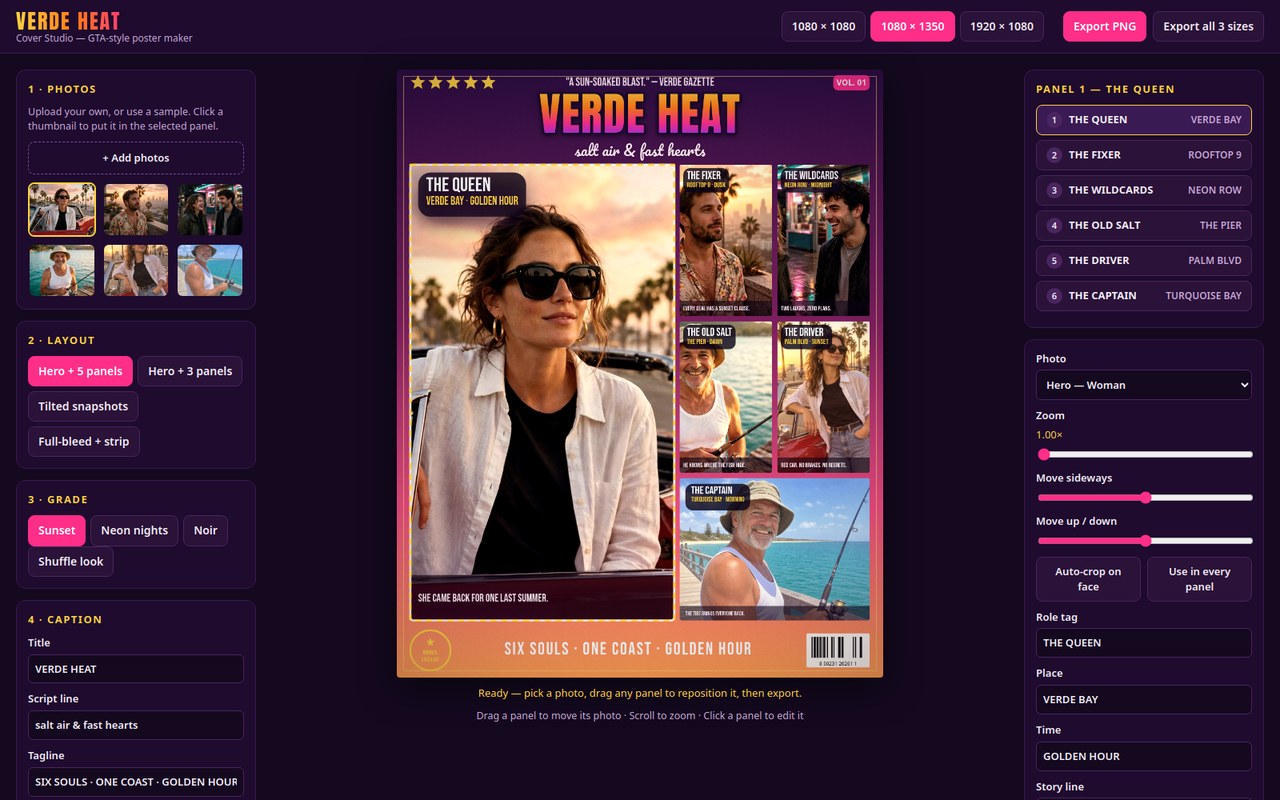 VERDE HEAT
Cover Studio — GTA-style poster maker
1080 × 1080
1080 × 1350
1920 × 1080
Export PNG
Export all 3 sizes
1 · PHOTOS
Upload your own, or use a sample. Click a
thumbnail to put it in the selected panel.
+ Add photos
2 · LAYOUT
Hero + 5 panels
Hero + 3 panels
Tilted snapshots
Full-bleed + strip
3 · GRADE
Sunset
Neon nights
Noir
Shuffle look
4 · CAPTION
Title
VERDE HEAT
Script line
salt air & fast hearts
Tagline
SIX SOULS · ONE COAST · GOLDEN HOUR
"A SUN-SOAKED BLAST." — VERDE GAZETTE
VOL. 01
VERDE HEAT
salt air & fast hearts
THE QUEEN
VERDE BAY · GOLDEN HOUR
SHE CAME BACK FOR ONE LAST SUMMER.
THE FIXER
ROOFTOP 9 · DUSK
EVERY DEAL HAS A SUNSET CLAUSE.
THE WILDCARDS
NEON ROW · MIDNIGHT
TWO LAUGHS, ZERO PLANS.
THE OLD SALT
THE PIER · DAWN
HE KNOWS WHERE THE FISH HIDE.
THE DRIVER
PALM BLVD · SUNSET
RED CAR. NO BRAKES. NO REGRETS.
THE CAPTAIN
TURQUOISE BAY · MORNING
THE TIDE BRINGS EVERYONE BACK.
SIX SOULS · ONE COAST · GOLDEN HOUR
Ready — pick a photo, drag any panel to reposition it, then export.
Drag a panel to move its photo · Scroll to zoom · Click a panel to edit it
PANEL 1 — THE QUEEN
1 THE QUEEN VERDE BAY
2 THE FIXER ROOFTOP 9
3 THE WILDCARDS NEON ROW
4 THE OLD SALT THE PIER
5 THE DRIVER PALM BLVD
6 THE CAPTAIN TURQUOISE BAY
Photo
Hero — Woman
Zoom
1.00×
Move sideways
Move up / down
Auto-crop on
face
Use in every
panel
Role tag
THE QUEEN
Place
VERDE BAY
Time
GOLDEN HOUR
Story line